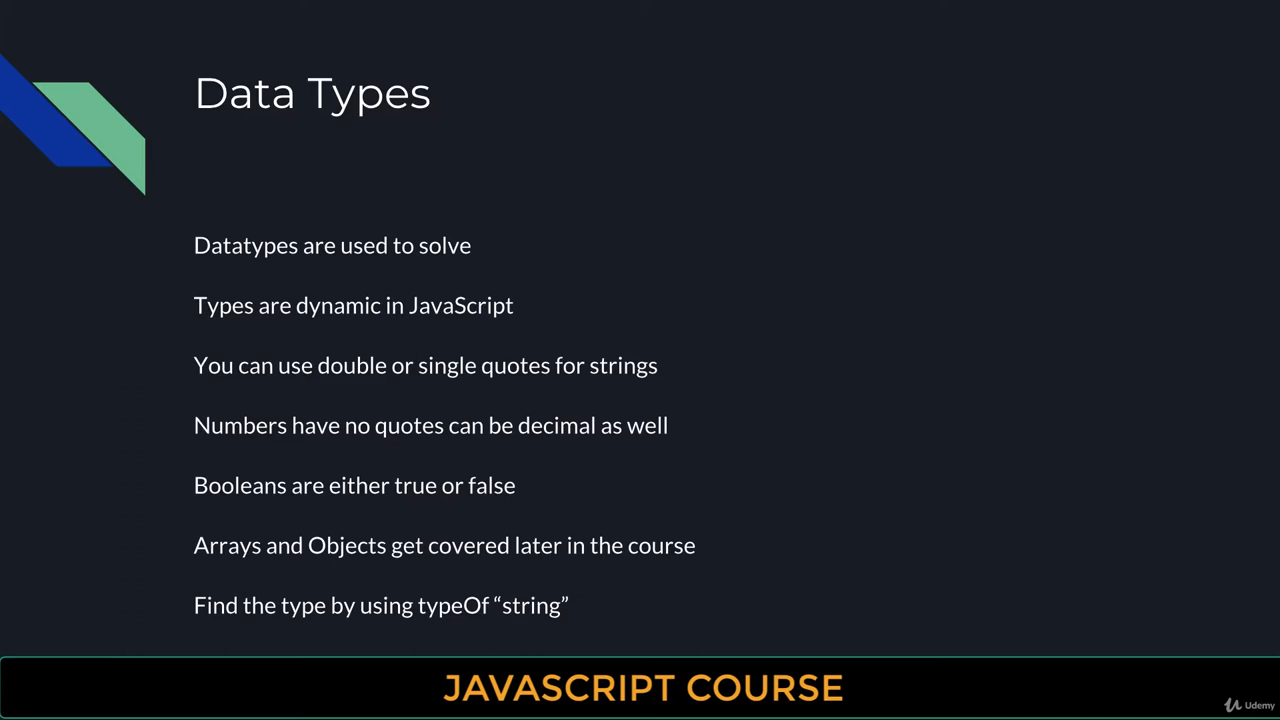 Data Types
Datatypes are used to solve
Types are dynamic in JavaScript
You can use double or single quotes for strings
Numbers have no quotes can be decimal as well
Booleans are either true or false
Arrays and Objects get covered later in the course
Find the type by using typeOf “string”
JAVASCRIPT COURSE
Udemy